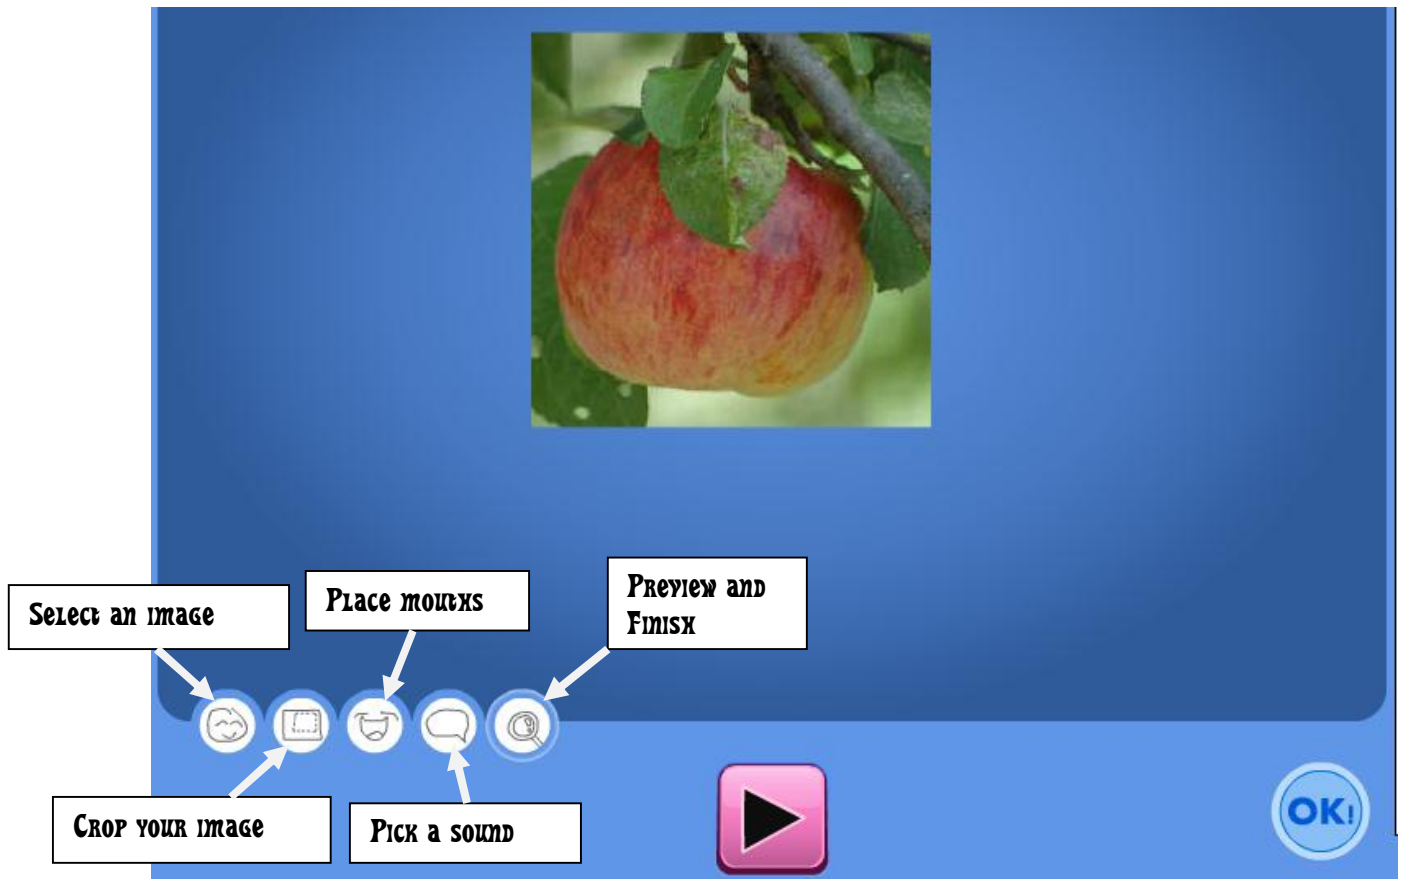 Select an image
Place mouths
Preview and
Finish
Crop your image
Pick a sound
OK!